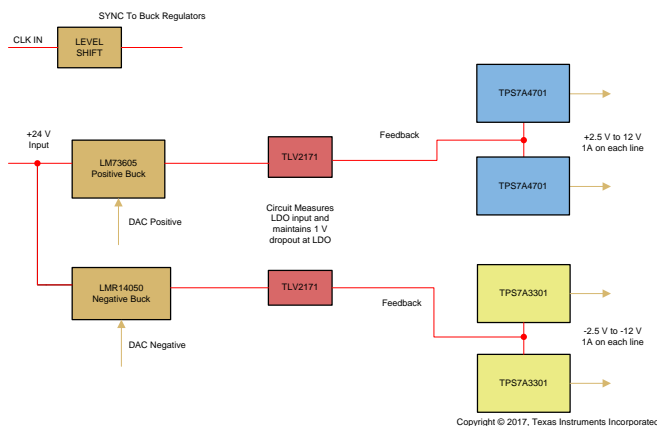 SYNC To Buck Regulators
CLK IN
LEVEL
SHIFT
TPS7A4701
+24 V
Input
LM73605
Positive Buck
TLV2171
Feedback
+2.5 V to 12 V
1A on each line
TPS7A4701
DAC Positive
Circuit Measures
LDO input and
maintains 1 V
dropout at LDO
LMR14050
Negative Buck
TLV2171
Feedback
TPS7A3301
-2.5 V to -12 V
1A on each line
DAC Negative
TPS7A3301
Copyright © 2017, Texas Instruments Incorporated